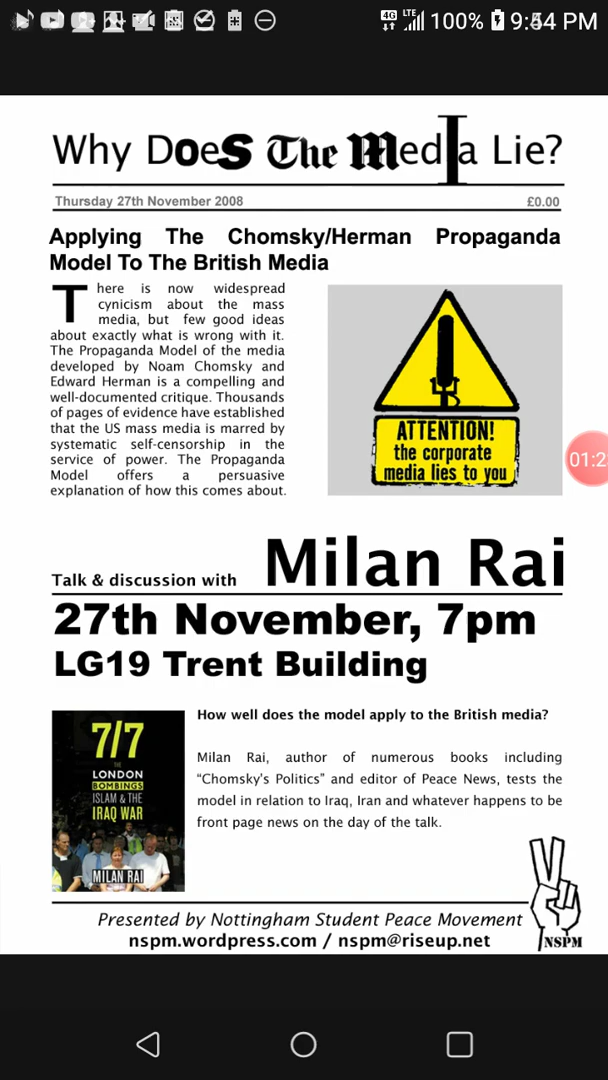 4G LTE 100% 9:54 PM
Why Does The Media Lie?
Thursday 27th November 2008 £0.00
Applying The Chomsky/Herman Propaganda
Model To The British Media
There is now widespread
cynicism about the mass
media, but few good ideas
about exactly what is wrong with it.
The Propaganda Model of the media
developed by Noam Chomsky and
Edward Herman is a compelling and
well-documented critique. Thousands
of pages of evidence have established
that the US mass media is marred by
systematic self-censorship in the
service of power. The Propaganda
Model offers a persuasive
explanation of how this comes about.
ATTENTION!
the corporate
media lies to you
01:2
Talk & discussion with Milan Rai
27th November, 7pm
LG19 Trent Building
7/7
THE
LONDON
BOMBINGS
ISLAM & THE
IRAQ WAR
MILAN RAI
How well does the model apply to the British media?
Milan Rai, author of numerous books including
“Chomsky's Politics” and editor of Peace News, tests the
model in relation to Iraq, Iran and whatever happens to be
front page news on the day of the talk.
NSPM
Presented by Nottingham Student Peace Movement
nspm.wordpress.com / nspm@riseup.net